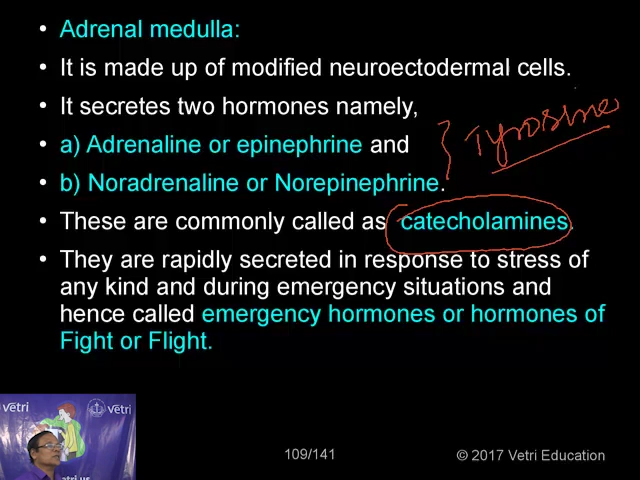 • Adrenal medulla:
• It is made up of modified neuroectodermal cells.
• It secretes two hormones namely,
• a) Adrenaline or epinephrine and
• b) Noradrenaline or Norepinephrine.
Tyrosine
• These are commonly called as catecholamines.
• They are rapidly secreted in response to stress of
any kind and during emergency situations and
hence called emergency hormones or hormones of
Fight or Flight.
vetri
vetri
109/141
© 2017 Vetri Education